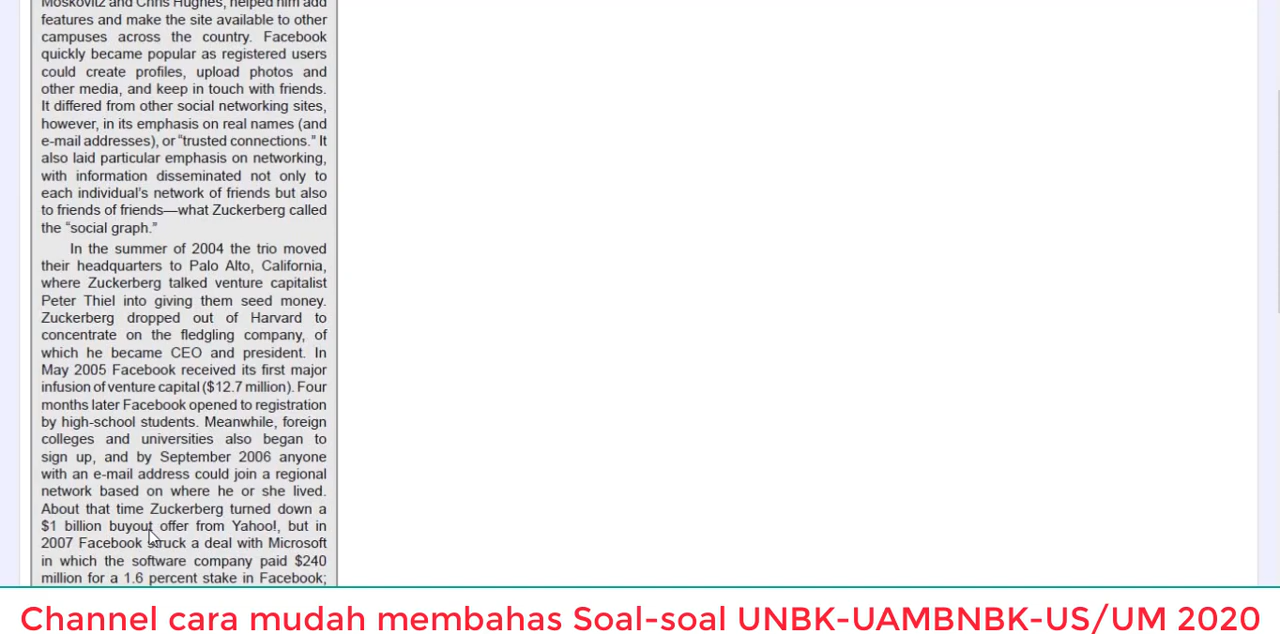 Moskovitz and Chris Hughes, helped him add
features and make the site available to other
campuses across the country. Facebook
quickly became popular as registered users
could create profiles, upload photos and
other media, and keep in touch with friends.
It differed from other social networking sites,
however, in its emphasis on real names (and
e-mail addresses), or “trusted connections.” It
also laid particular emphasis on networking,
with information disseminated not only to
each individual’s network of friends but also
to friends of friends—what Zuckerberg called
the “social graph.”
In the summer of 2004 the trio moved
their headquarters to Palo Alto, California,
where Zuckerberg talked venture capitalist
Peter Thiel into giving them seed money.
Zuckerberg dropped out of Harvard to
concentrate on the fledgling company, of
which he became CEO and president. In
May 2005 Facebook received its first major
infusion of venture capital ($12.7 million). Four
months later Facebook opened to registration
by high-school students. Meanwhile, foreign
colleges and universities also began to
sign up, and by September 2006 anyone
with an e-mail address could join a regional
network based on where he or she lived.
About that time Zuckerberg turned down a
$1 billion buyout offer from Yahoo!, but in
2007 Facebook struck a deal with Microsoft
in which the software company paid $240
million for a 1.6 percent stake in Facebook;
Channel cara mudah membahas Soal-soal UNBK-UAMBNBK-US/UM 2020